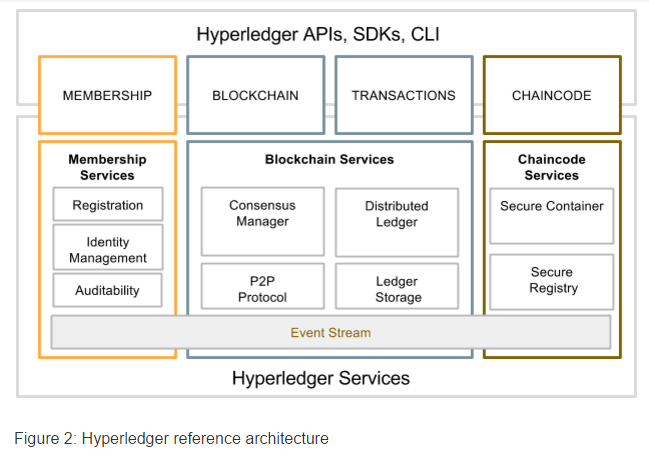 Hyperledger APIs, SDKs, CLI
MEMBERSHIP
BLOCKCHAIN
TRANSACTIONS
CHAINCODE
Membership
Services
Registration
Identity
Management
Auditability
Blockchain Services
Consensus
Manager
Distributed
Ledger
P2P
Protocol
Ledger
Storage
Chaincode
Services
Secure Container
Secure
Registry
Event Stream
Hyperledger Services
Figure 2: Hyperledger reference architecture